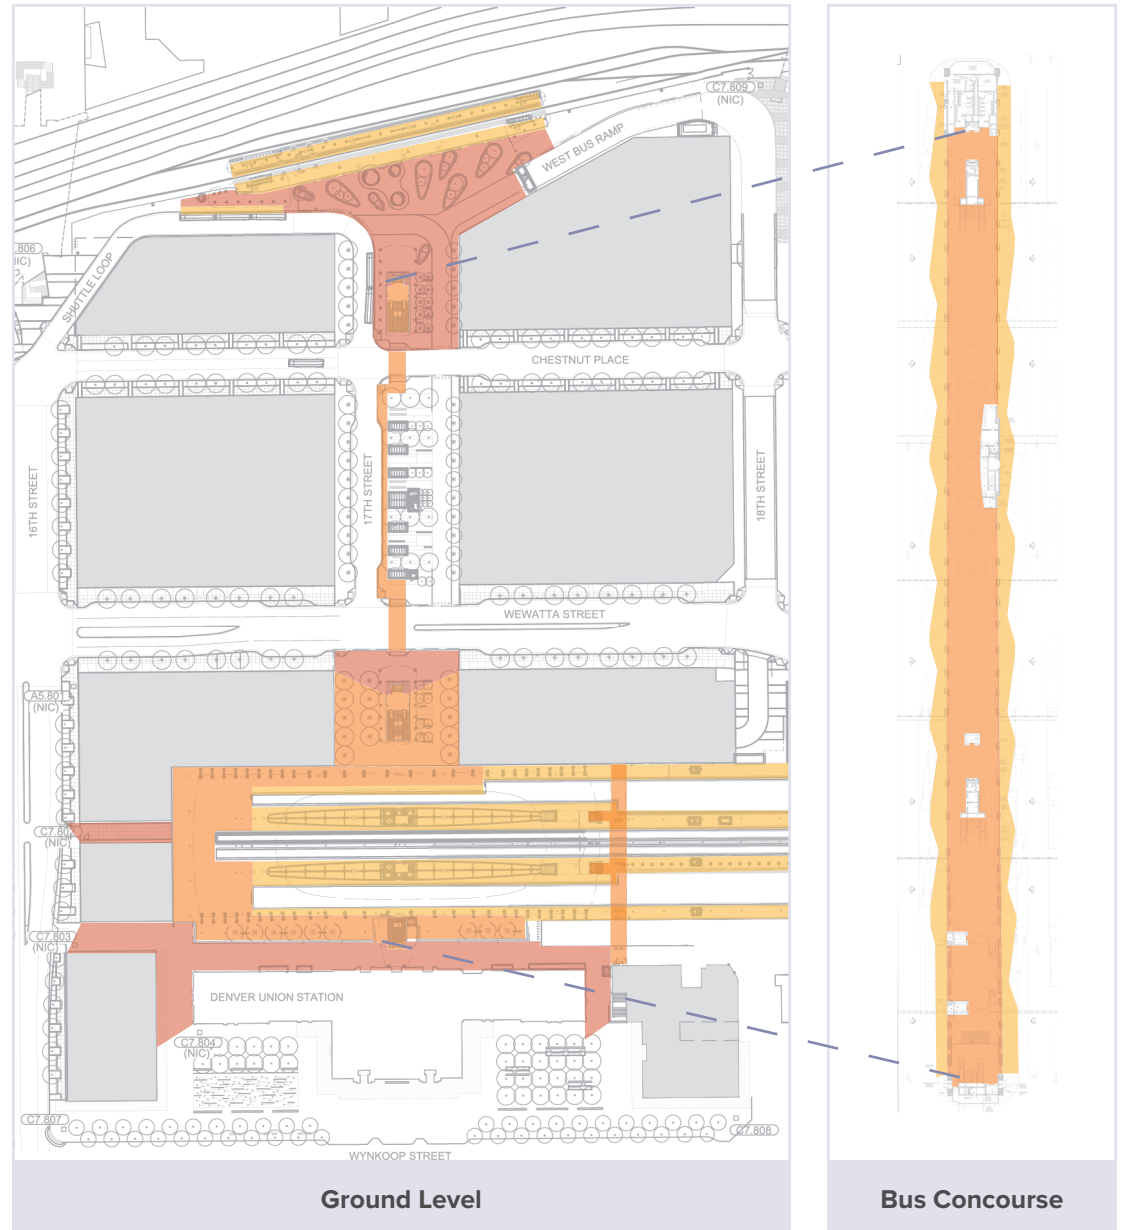 C7.809
(NIC)
WEST BUS RAMP
.806
IIC)
SHUTTLE LOOP
CHESTNUT PLACE
16TH STREET
17TH STREET
18TH STREET
WEWATTA STREET
A5.801
(NIC)
C7.802
(NIC)
C7.803
(NIC)
DENVER UNION STATION
C7.804
(NIC)
C7.807
C7.808
WYNKOOP STREET
Ground Level
Bus Concourse